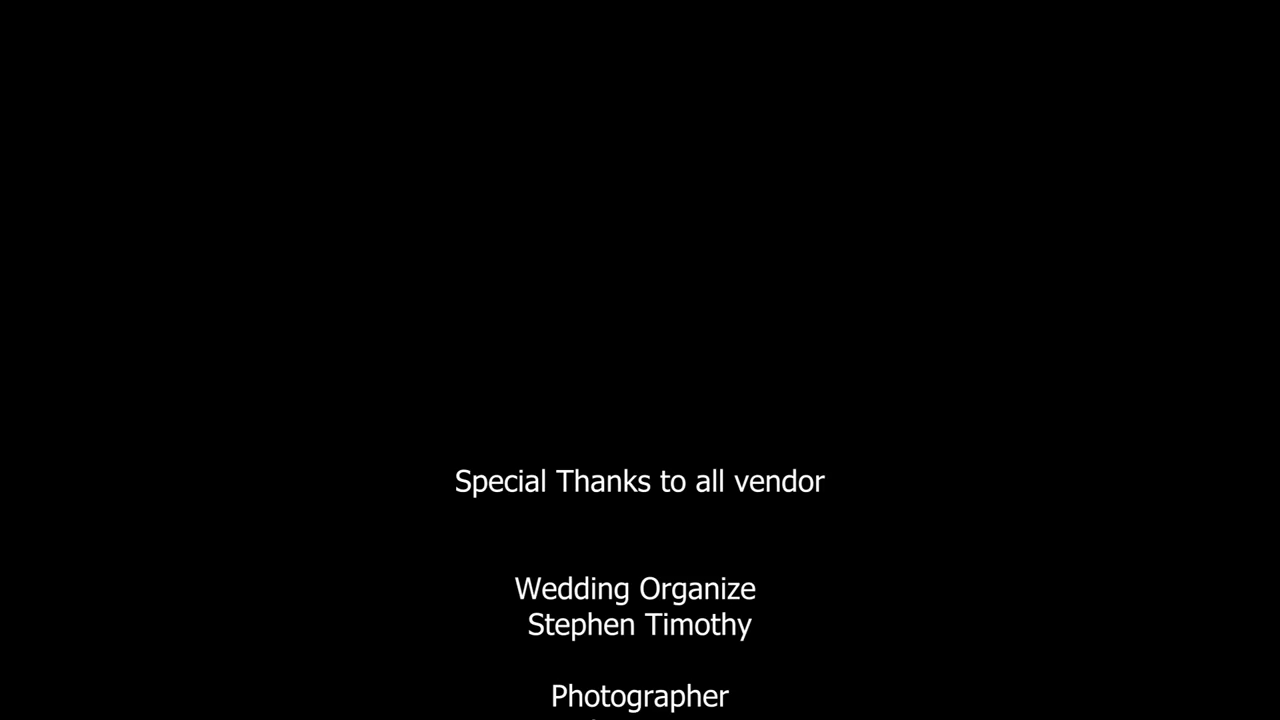 Special Thanks to all vendor
Wedding Organize
Stephen Timothy
Photographer